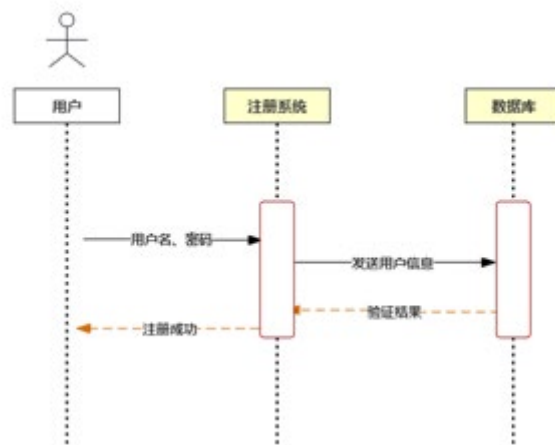 用户
注册系统
数据库
用户名、密码
发送用户信息
验证结果
注册成功